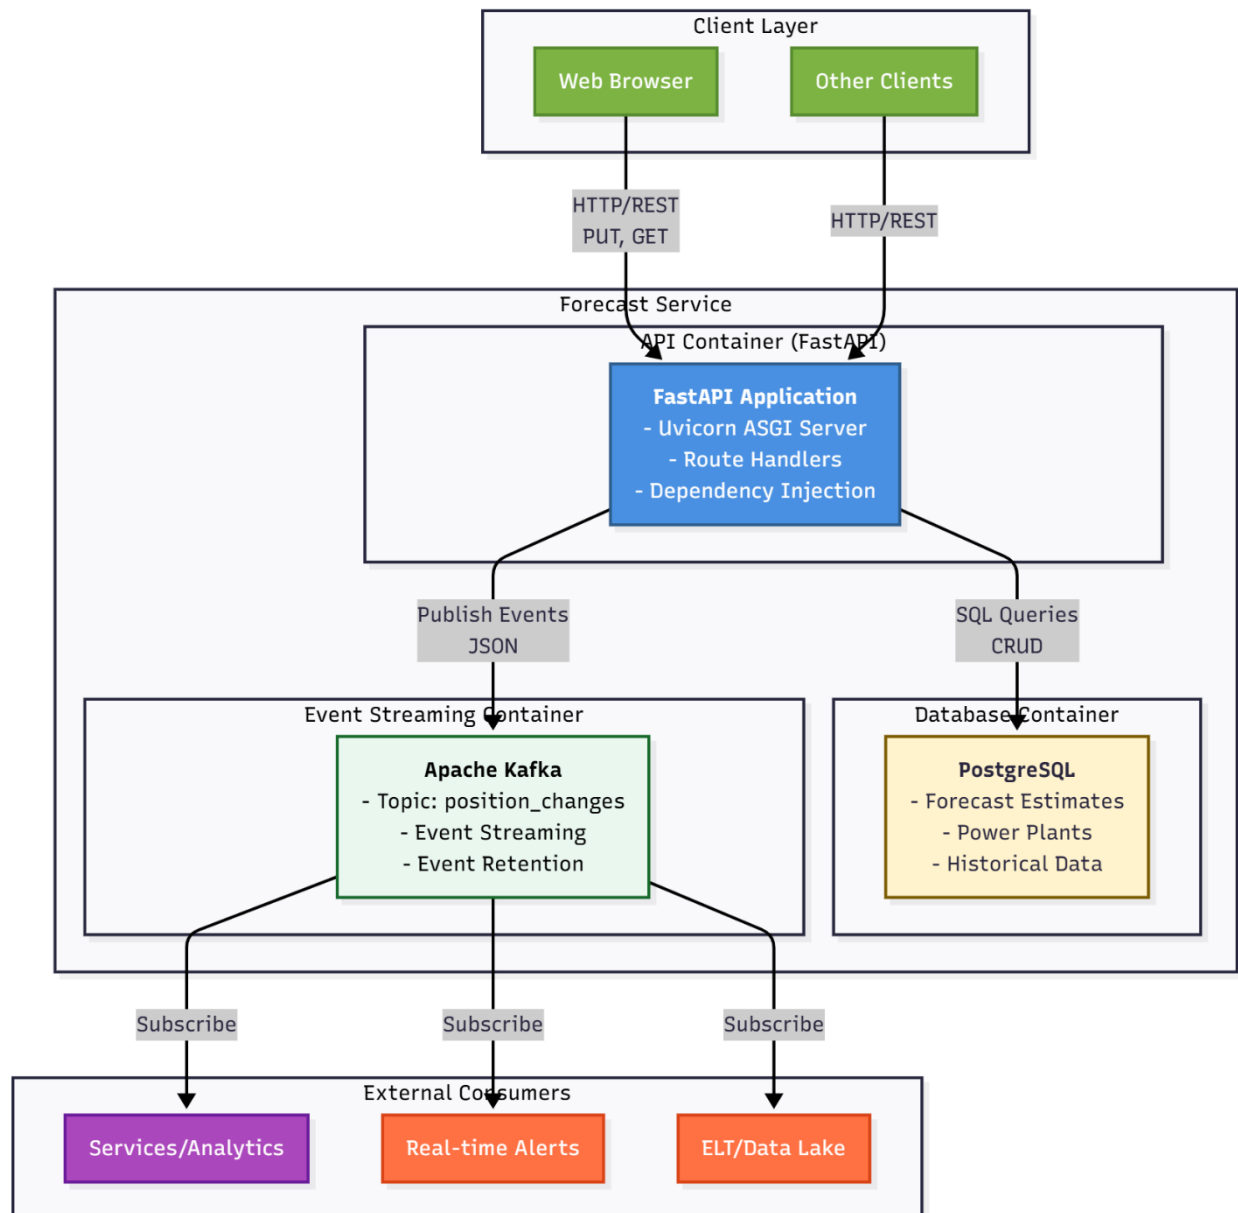 Client Layer
Web Browser
Other Clients
HTTP/REST
PUT, GET
HTTP/REST
Forecast Service
API Container (FastAPI)
FastAPI Application
- Uvicorn ASGI Server
- Route Handlers
- Dependency Injection
Publish Events
JSON
SQL Queries
CRUD
Event Streaming Container
Apache Kafka
- Topic: position_changes
- Event Streaming
- Event Retention
Database Container
PostgreSQL
- Forecast Estimates
- Power Plants
- Historical Data
Subscribe
Subscribe
Subscribe
External Consumers
Services/Analytics
Real-time Alerts
ELT/Data Lake